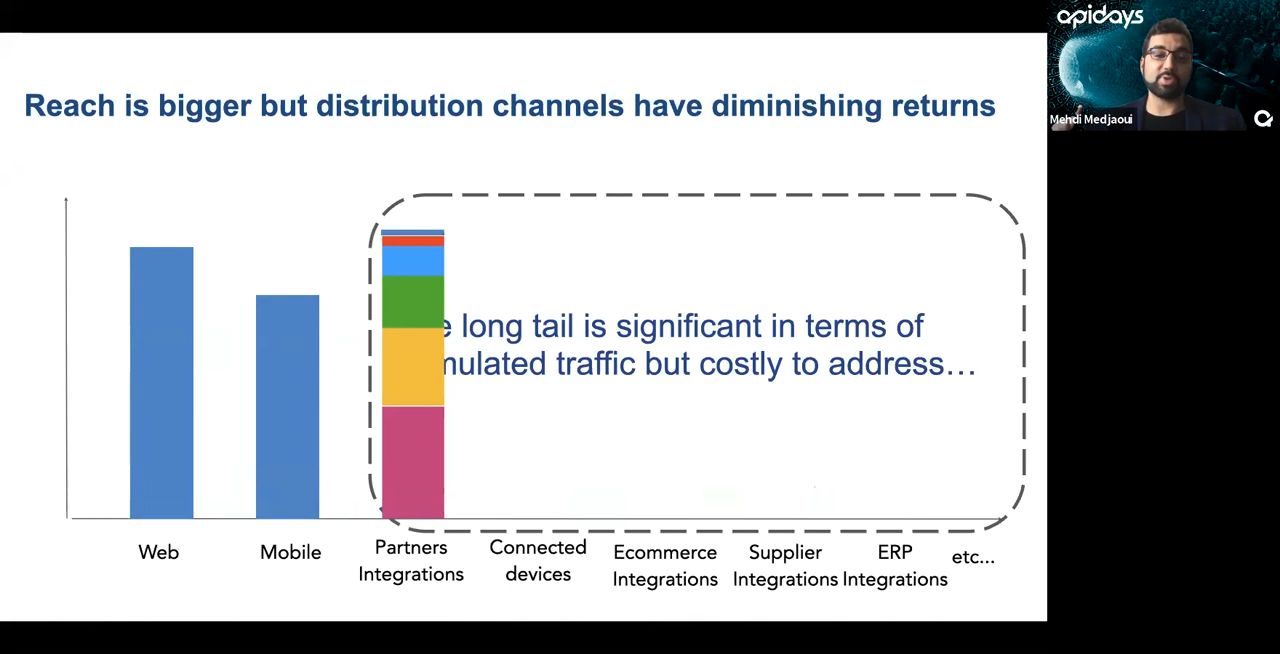 apidays
Mehdi Medjaoui
Reach is bigger but distribution channels have diminishing returns
long tail is significant in terms of
mulated traffic but costly to address…
Web
Mobile
Partners
Integrations
Connected
devices
Ecommerce
Integrations
Supplier
Integrations
ERP
Integrations
etc...